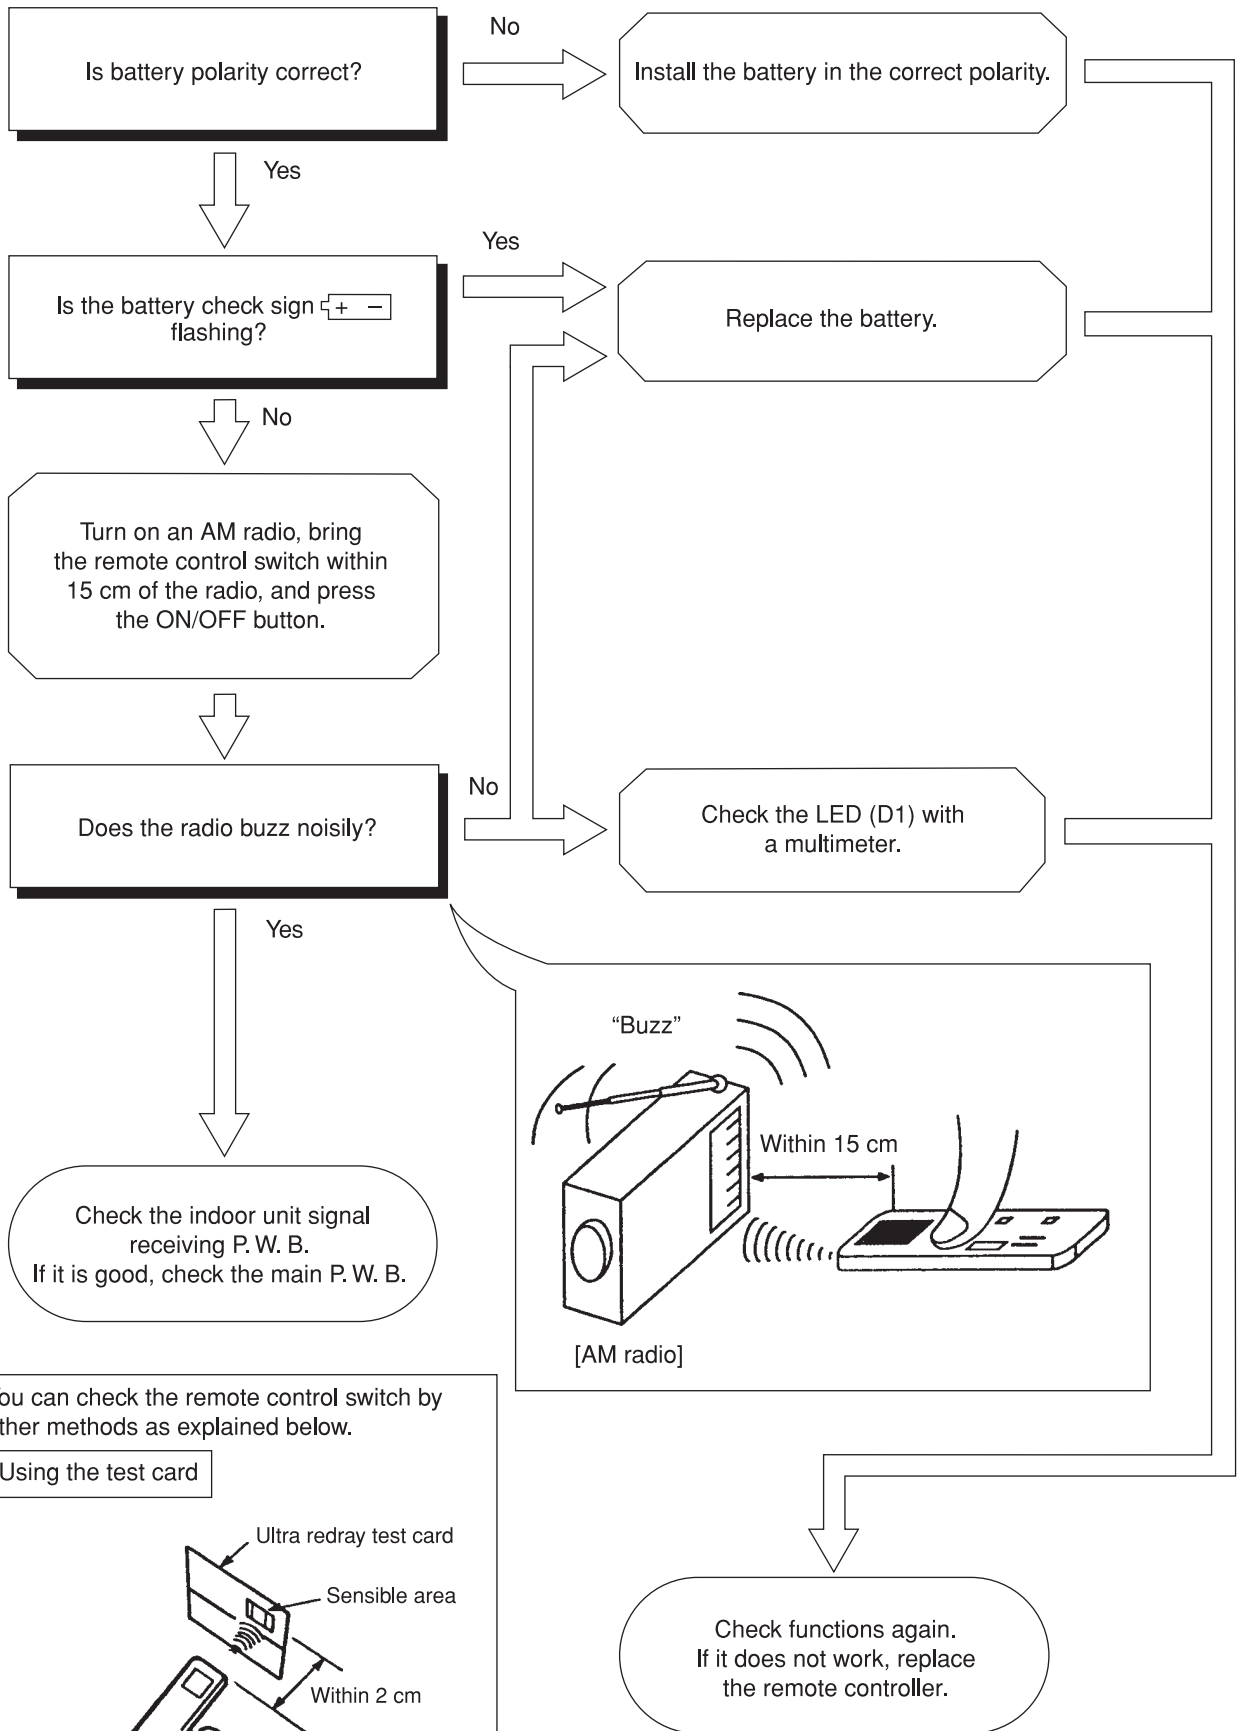 Is battery polarity correct?
No
Install the battery in the correct polarity.
Yes
Is the battery check sign + −
flashing?
Yes
Replace the battery.
No
Turn on an AM radio, bring
the remote control switch within
15 cm of the radio, and press
the ON/OFF button.
Does the radio buzz noisily?
No
Check the LED (D1) with
a multimeter.
Yes
Check the indoor unit signal
receiving P. W. B.
If it is good, check the main P. W. B.
“Buzz”
Within 15 cm
[AM radio]
can check the remote control switch by
methods as explained below.
Using the test card
Ultra redray test card
Sensible area
Within 2 cm
Check functions again.
If it does not work, replace
the remote controller.